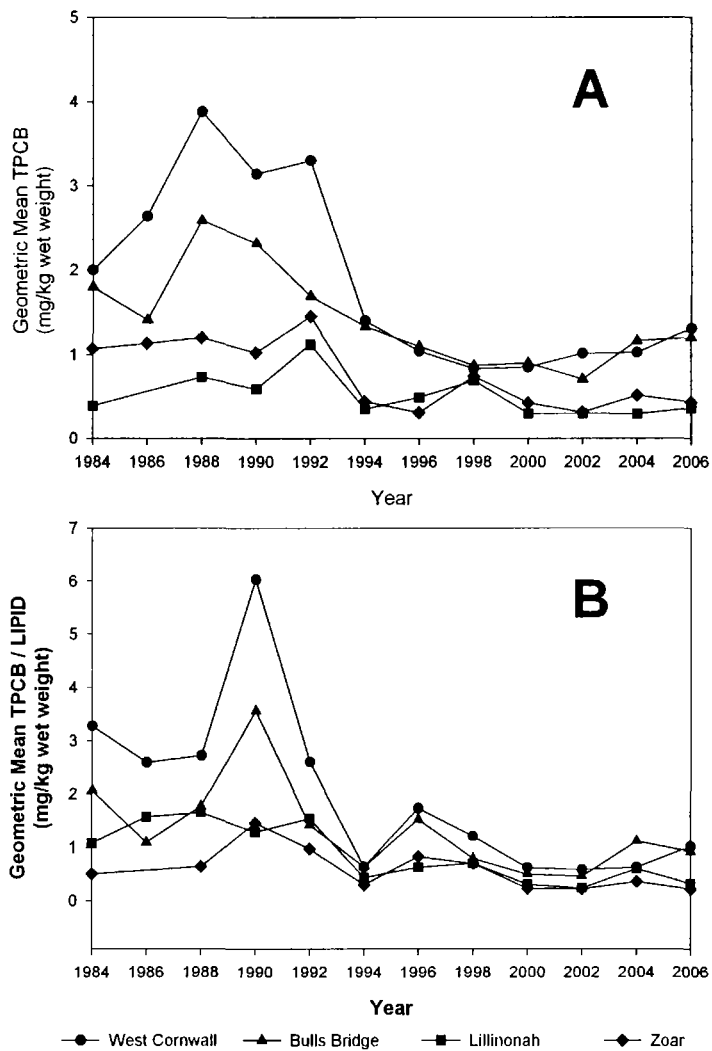 A
Geometric Mean TPCB
(mg/kg wet weight)
5
4
3
2
1
0
1984 1986 1988 1990 1992 1994 1996 1998 2000 2002 2004 2006
Year
B
Geometric Mean TPCB / LIPID
(mg/kg wet weight)
7
6
5
4
3
2
1
0
1984 1986 1988 1990 1992 1994 1996 1998 2000 2002 2004 2006
Year
West Cornwall Bulls Bridge Lillinonah Zoar